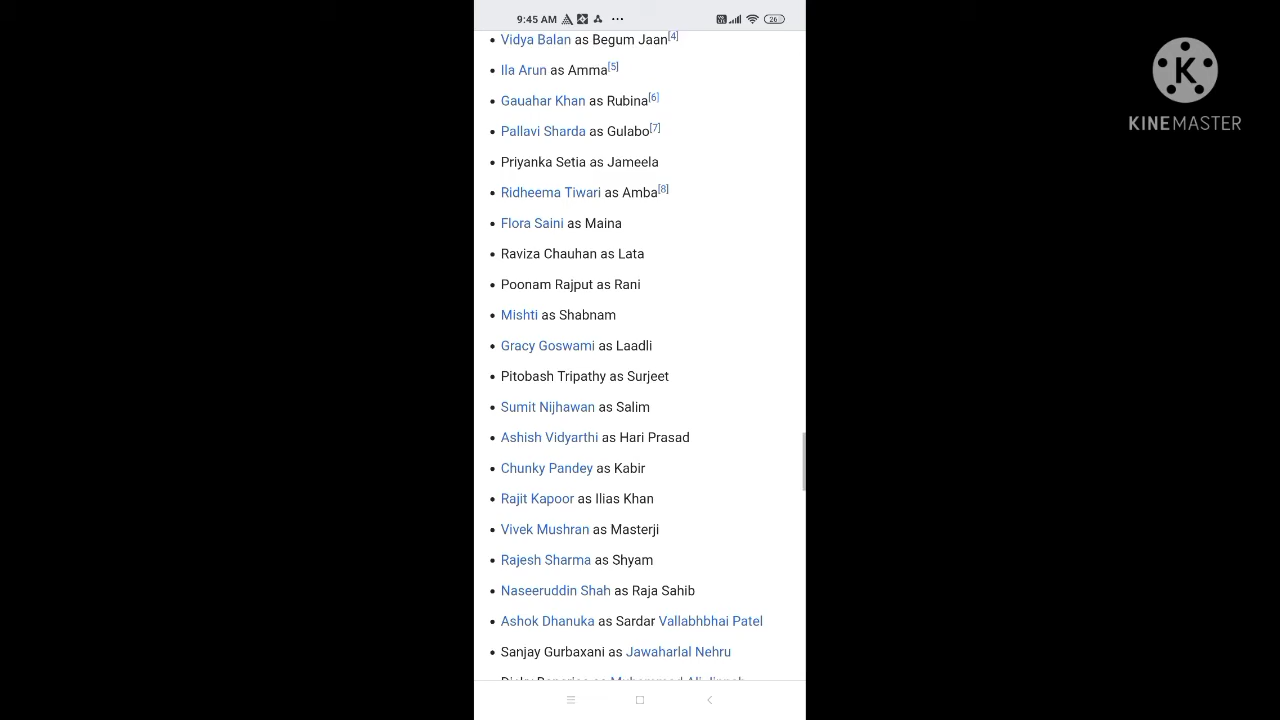 9:45 AM ... 26
• Vidya Balan as Begum Jaan[4]
• Ila Arun as Amma[5]
• Gauahar Khan as Rubina[6]
• Pallavi Sharda as Gulabo[7]
• Priyanka Setia as Jameela
• Ridheema Tiwari as Amba[8]
• Flora Saini as Maina
• Raviza Chauhan as Lata
• Poonam Rajput as Rani
• Mishti as Shabnam
• Gracy Goswami as Laadli
• Pitobash Tripathy as Surjeet
• Sumit Nijhawan as Salim
• Ashish Vidyarthi as Hari Prasad
• Chunky Pandey as Kabir
• Rajit Kapoor as Ilias Khan
• Vivek Mushran as Masterji
• Rajesh Sharma as Shyam
• Naseeruddin Shah as Raja Sahib
• Ashok Dhanuka as Sardar Vallabhbhai Patel
• Sanjay Gurbaxani as Jawaharlal Nehru
K
KINEMASTER